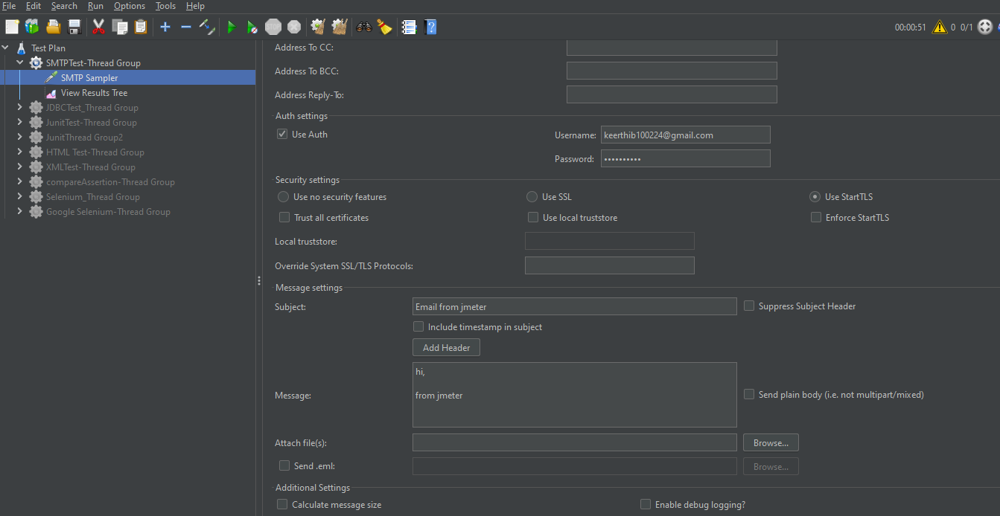 File Edit Search Run Options Tools Help
00:00:51 0 0/1
Test Plan
SMTPTest-Thread Group
SMTP Sampler
View Results Tree
JDBCTest_Thread Group
JunitTest-Thread Group
JunitThread Group2
HTML Test-Thread Group
XMLTest-Thread Group
compareAssertion-Thread Group
Selenium_Thread Group
Google Selenium-Thread Group
Address To CC:
Address To BCC:
Address Reply-To:
Auth settings
Use Auth Username: keerthib100224@gmail.com
Password: ••••••••••
Security settings
Use no security features Use SSL Use StartTLS
Trust all certificates Use local truststore Enforce StartTLS
Local truststore:
Override System SSL/TLS Protocols:
Message settings
Subject: Email from jmeter Suppress Subject Header
Include timestamp in subject
Add Header
hi,
Message: from jmeter Send plain body (i.e. not multipart/mixed)
Attach file(s): Browse...
Send .eml: Browse...
Additional Settings
Calculate message size Enable debug logging?